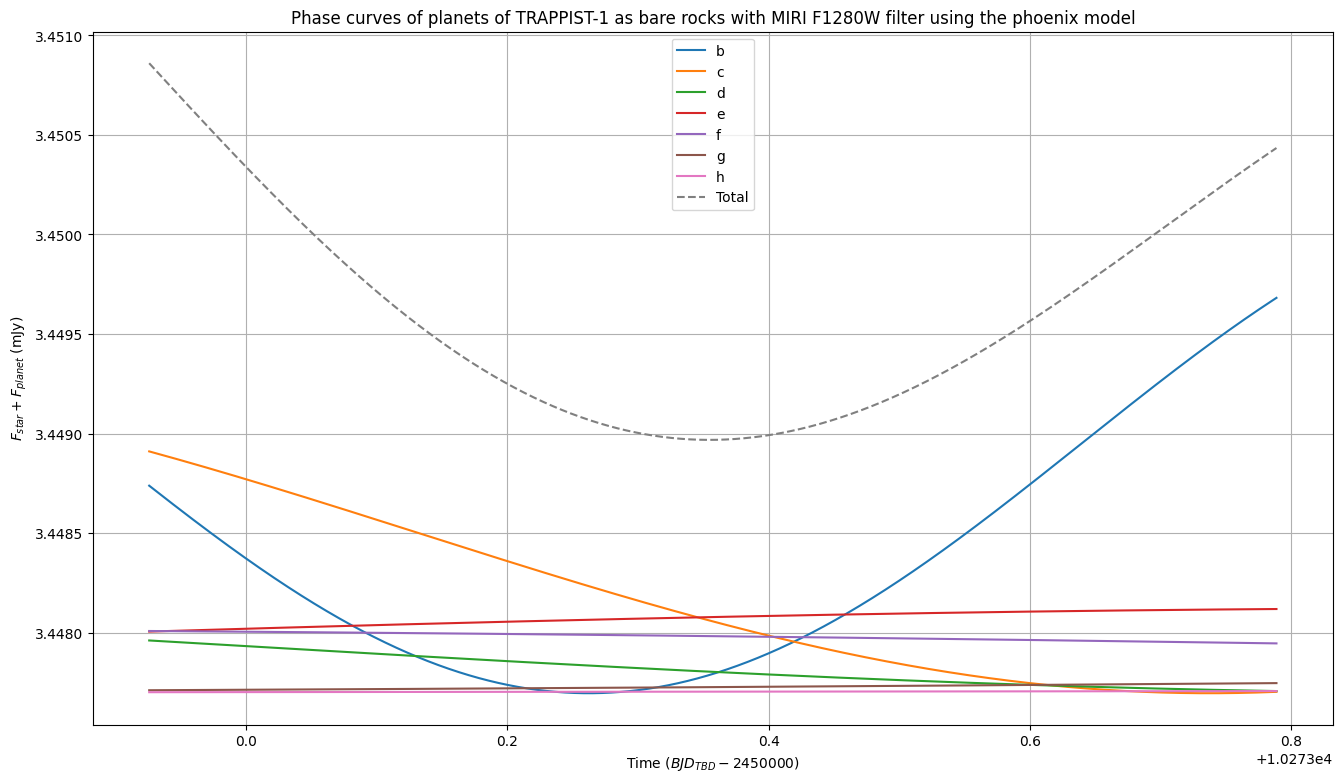 Phase curves of planets of TRAPPIST-1 as bare rocks with MIRI F1280W filter using the phoenix model
3.4510
3.4505
3.4500
3.4495
3.4490
3.4485
3.4480
F_star + F_planet (mJy)
b
c
d
e
f
g
h
Total
0.0 0.2 0.4 0.6 0.8
+1.0273e4
Time (BJD_TBD − 2450000)